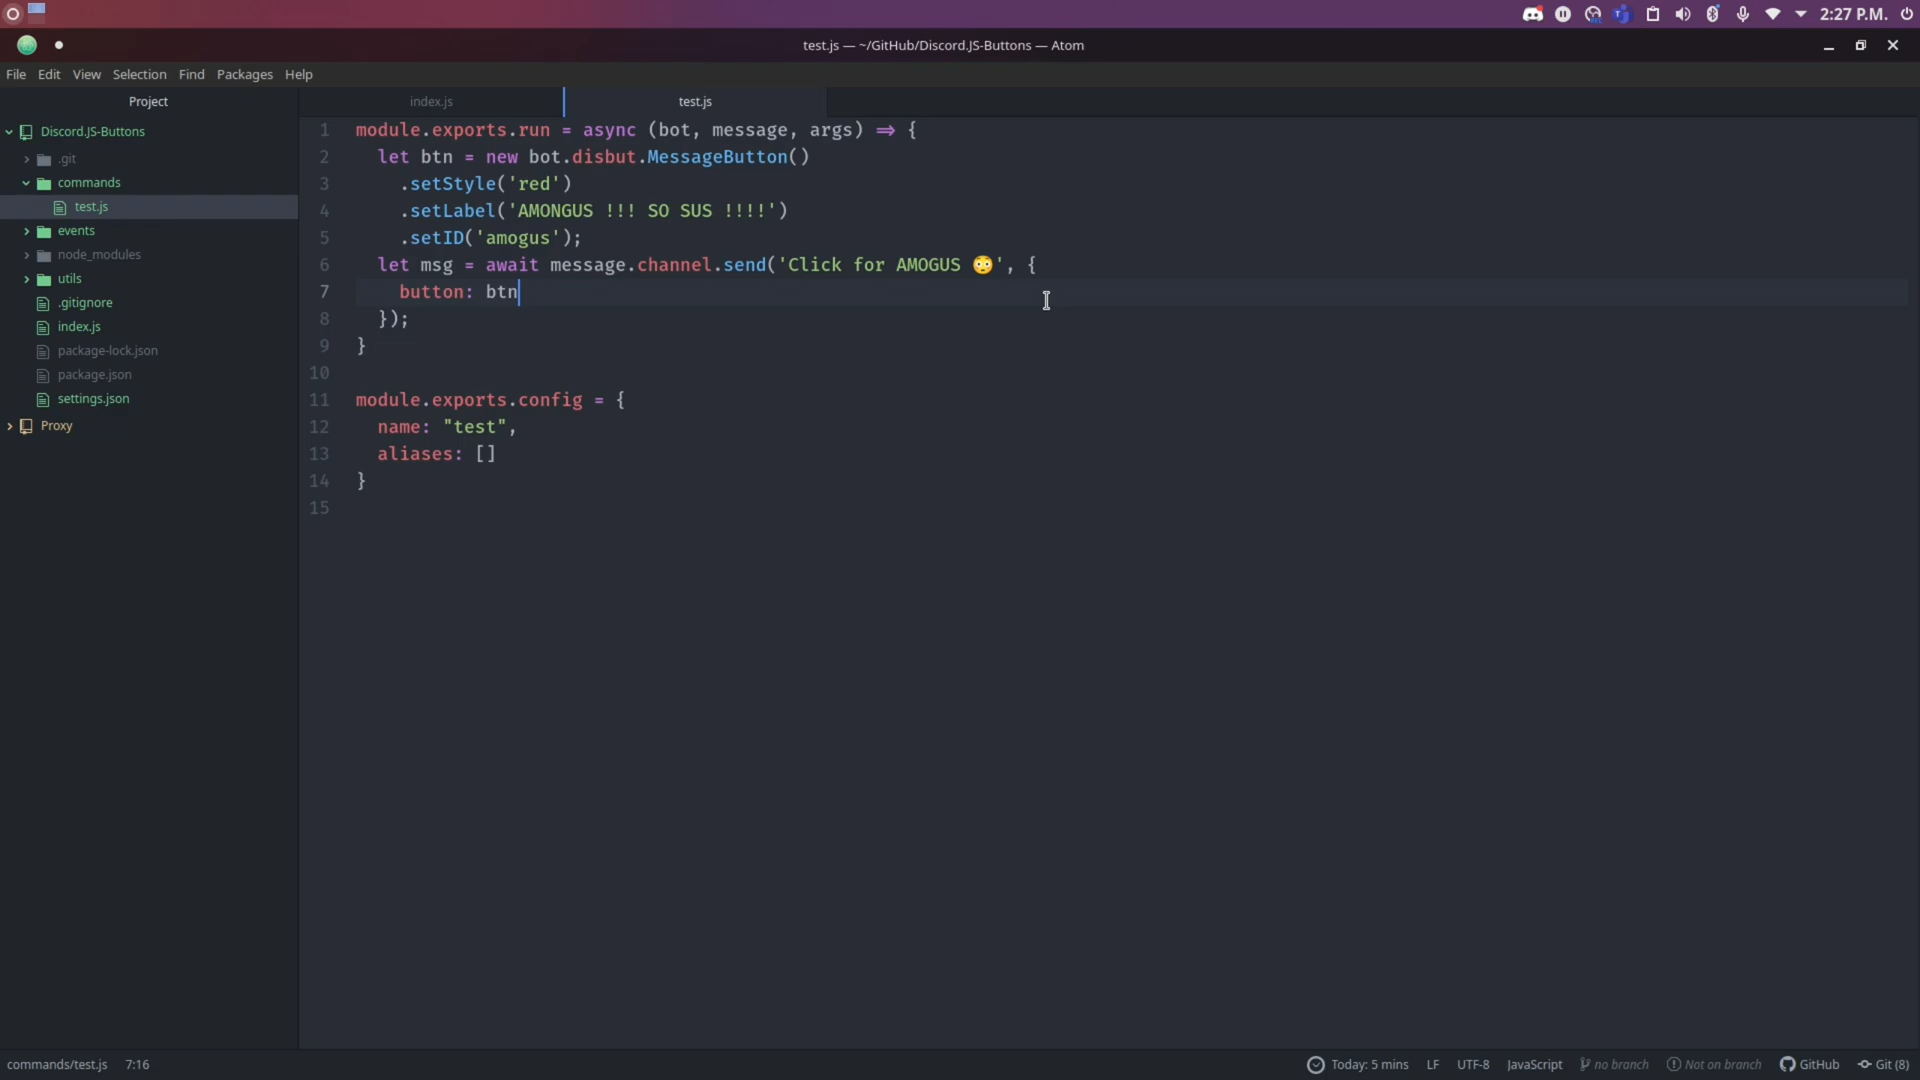 2:27 P.M.
test.js — ~/GitHub/Discord.JS-Buttons — Atom
File Edit View Selection Find Packages Help
Project
Discord.JS-Buttons
.git
commands
test.js
events
node_modules
utils
.gitignore
index.js
package-lock.json
package.json
settings.json
Proxy
index.js
test.js
1 module.exports.run = async (bot, message, args) => {
2 let btn = new bot.disbut.MessageButton()
3 .setStyle('red')
4 .setLabel('AMONGUS !!! SO SUS !!!!')
5 .setID('amogus');
6 let msg = await message.channel.send('Click for AMOGUS 😳', {
7 button: btn
8 });
9 }
10
11 module.exports.config = {
12 name: "test",
13 aliases: []
14 }
15
commands/test.js 7:16
Today: 5 mins LF UTF-8 JavaScript no branch Not on branch GitHub Git (8)